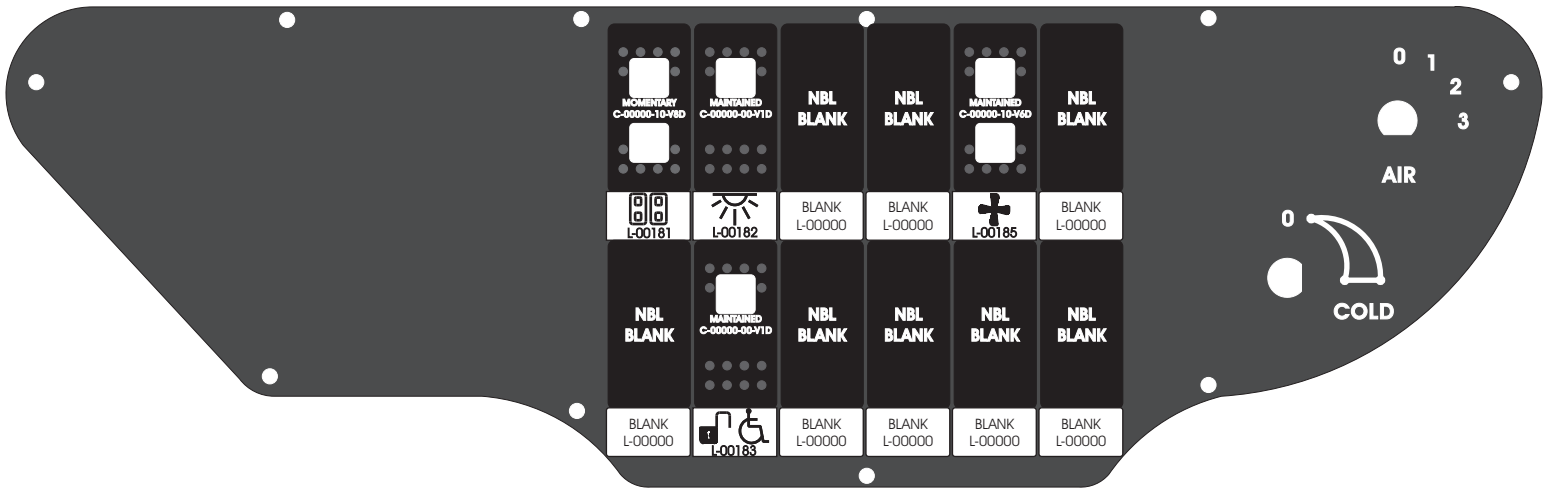 MOMENTARY
C-00000-10-V8D
MAINTAINED
C-00000-00-V1D
NBL
BLANK
NBL
BLANK
MAINTAINED
C-00000-10-V6D
NBL
BLANK
L-00181
L-00182
BLANK
L-00000
BLANK
L-00000
L-00185
BLANK
L-00000
NBL
BLANK
MAINTAINED
C-00000-00-V1D
NBL
BLANK
NBL
BLANK
NBL
BLANK
NBL
BLANK
BLANK
L-00000
L-00183
BLANK
L-00000
BLANK
L-00000
BLANK
L-00000
BLANK
L-00000
0
1
2
3
AIR
0
COLD